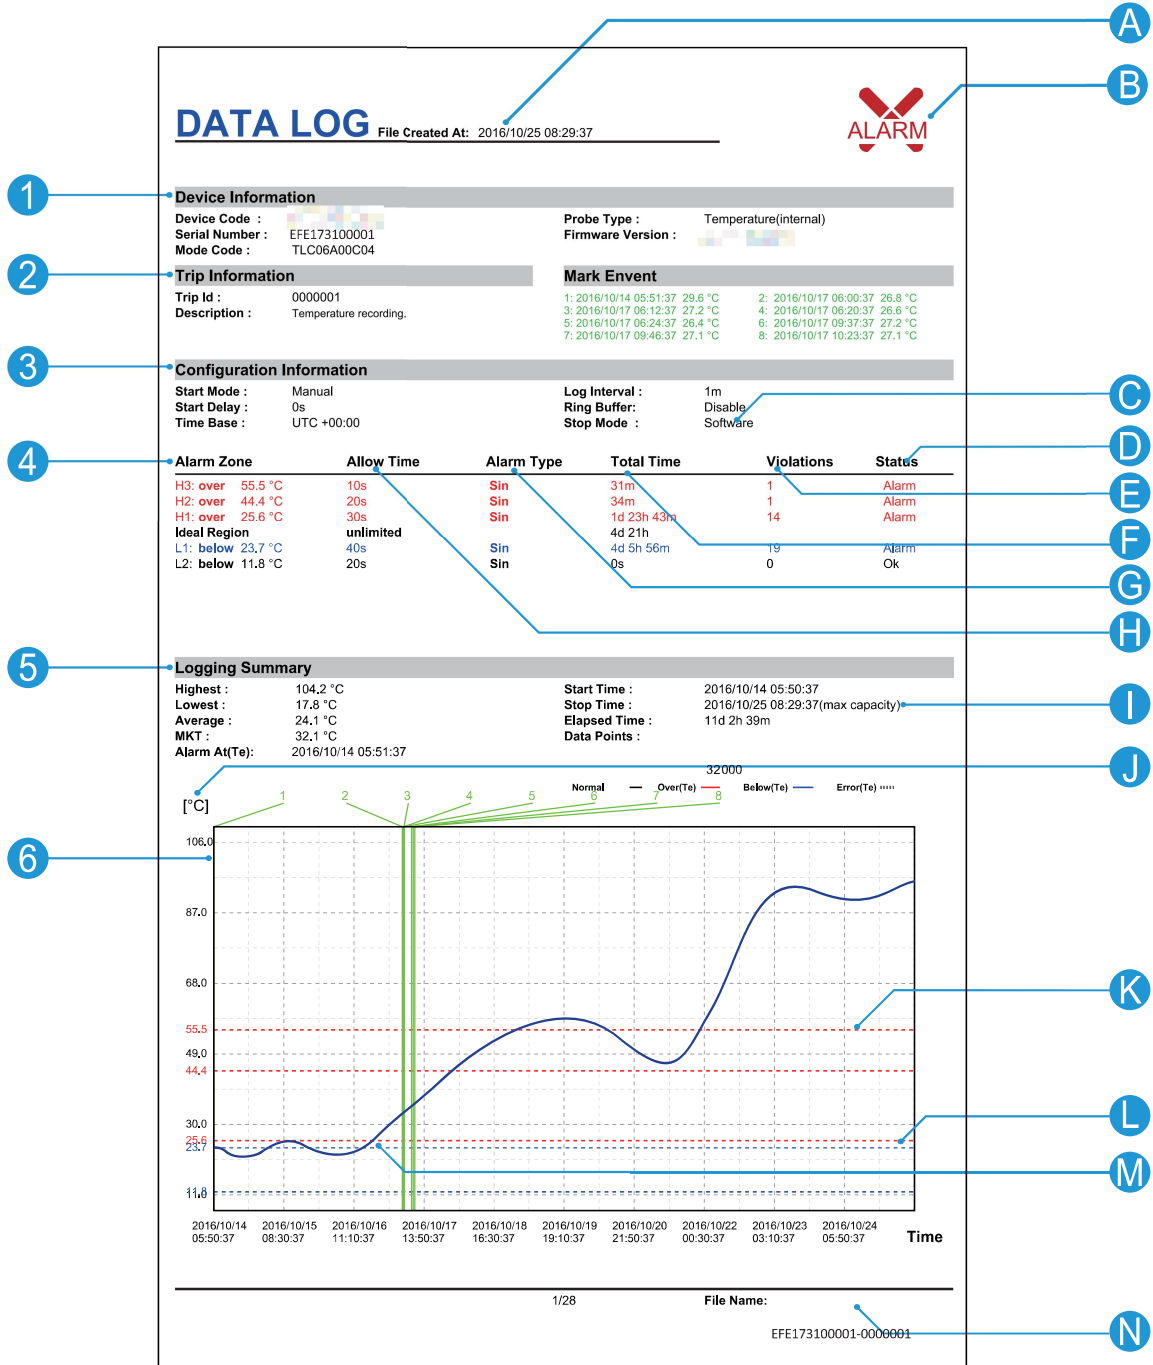 A
B
DATA LOG File Created At: 2016/10/25 08:29:37
ALARM
1
Device Information
Device Code :
Probe Type : Temperature(internal)
Serial Number : EFE173100001
Firmware Version :
Mode Code : TLC06A00C04
2
Trip Information
Mark Envent
Trip Id : 0000001
Description : Temperature recording.
1: 2016/10/14 05:51:37 29.6 °C 2: 2016/10/17 06:00:37 26.8 °C
3: 2016/10/17 06:12:37 27.2 °C 4: 2016/10/17 06:20:37 26.6 °C
5: 2016/10/17 06:24:37 26.4 °C 6: 2016/10/17 09:37:37 27.2 °C
7: 2016/10/17 09:46:37 27.1 °C 8: 2016/10/17 10:23:37 27.1 °C
3
Configuration Information
Start Mode : Manual Log Interval : 1m
C
Start Delay : 0s Ring Buffer: Disable
Time Base : UTC +00:00 Stop Mode : Software
D
4
Alarm Zone Allow Time Alarm Type Total Time Violations Status
H3: over 55.5 °C 10s Sin 31m 1 Alarm
E
H2: over 44.4 °C 20s Sin 34m 1 Alarm
H1: over 25.6 °C 30s Sin 1d 23h 43m 14 Alarm
Ideal Region unlimited 4d 21h
F
L1: below 23.7 °C 40s Sin 4d 5h 56m 19 Alarm
L2: below 11.8 °C 20s Sin 0s 0 Ok
G
H
5
Logging Summary
Highest : 104.2 °C Start Time : 2016/10/14 05:50:37
Lowest : 17.8 °C Stop Time : 2016/10/25 08:29:37(max capacity)
I
Average : 24.1 °C Elapsed Time : 11d 2h 39m
MKT : 32.1 °C Data Points :
Alarm At(Te): 2016/10/14 05:51:37
32000
J
Normal Over(Te) Below(Te) Error(Te)
[°C]
1 2 3 4 5 6 7 8
106.0
6
87.0
68.0
K
55.5
49.0
44.4
30.0
L
25.6
23.7
M
11.8
11.0
2016/10/14 2016/10/15 2016/10/16 2016/10/17 2016/10/18 2016/10/19 2016/10/20 2016/10/22 2016/10/23 2016/10/24
05:50:37 08:30:37 11:10:37 13:50:37 16:30:37 19:10:37 21:50:37 00:30:37 03:10:37 05:50:37 Time
1/28 File Name:
EFE173100001-0000001
N